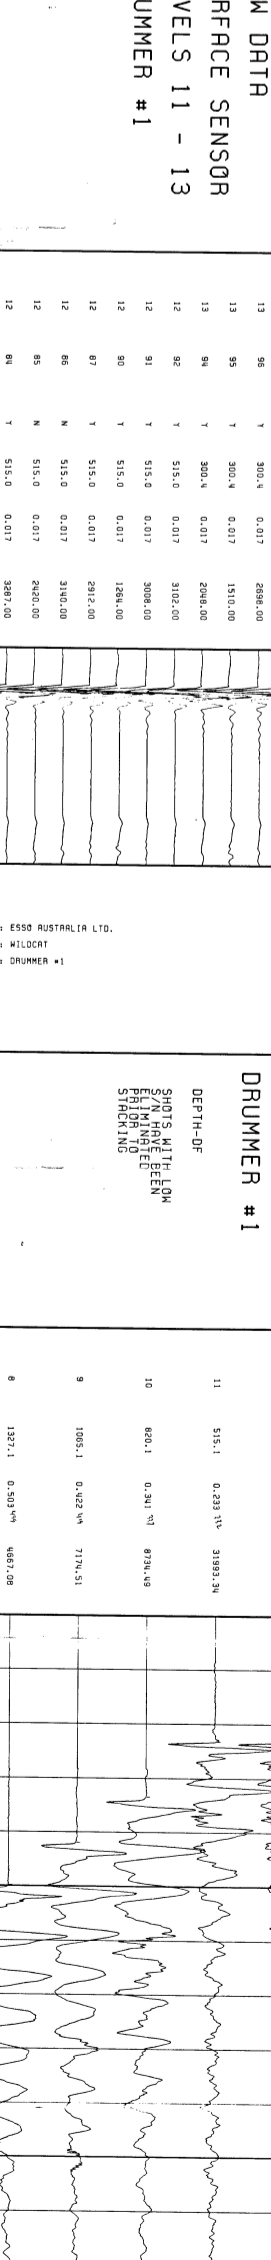 W DATA
RFACE SENSOR
VELS 11 - 13
UMMER #1
13 96 Y 300.4 0.017 2698.00
13 95 Y 300.4 0.017 1510.00
13 94 Y 300.4 0.017 2048.00
12 92 Y 515.0 0.017 3102.00
12 91 Y 515.0 0.017 3008.00
12 90 Y 515.0 0.017 1264.00
12 87 Y 515.0 0.017 2912.00
12 86 N 515.0 0.017 3140.00
12 85 N 515.0 0.017 2420.00
12 84 Y 515.0 0.017 3287.00
: ESSO AUSTRALIA LTD.
: WILDCAT
: DRUMMER #1
DRUMMER #1
DEPTH-DF
SHOTS WITH LOW
S/N HAVE BEEN
ELIMINATED
PRIOR TO
STACKING
11 515.1 0.233 31993.34
10 820.1 0.341 8734.49
9 1065.1 0.422 7174.51
8 1327.1 0.503 4667.08